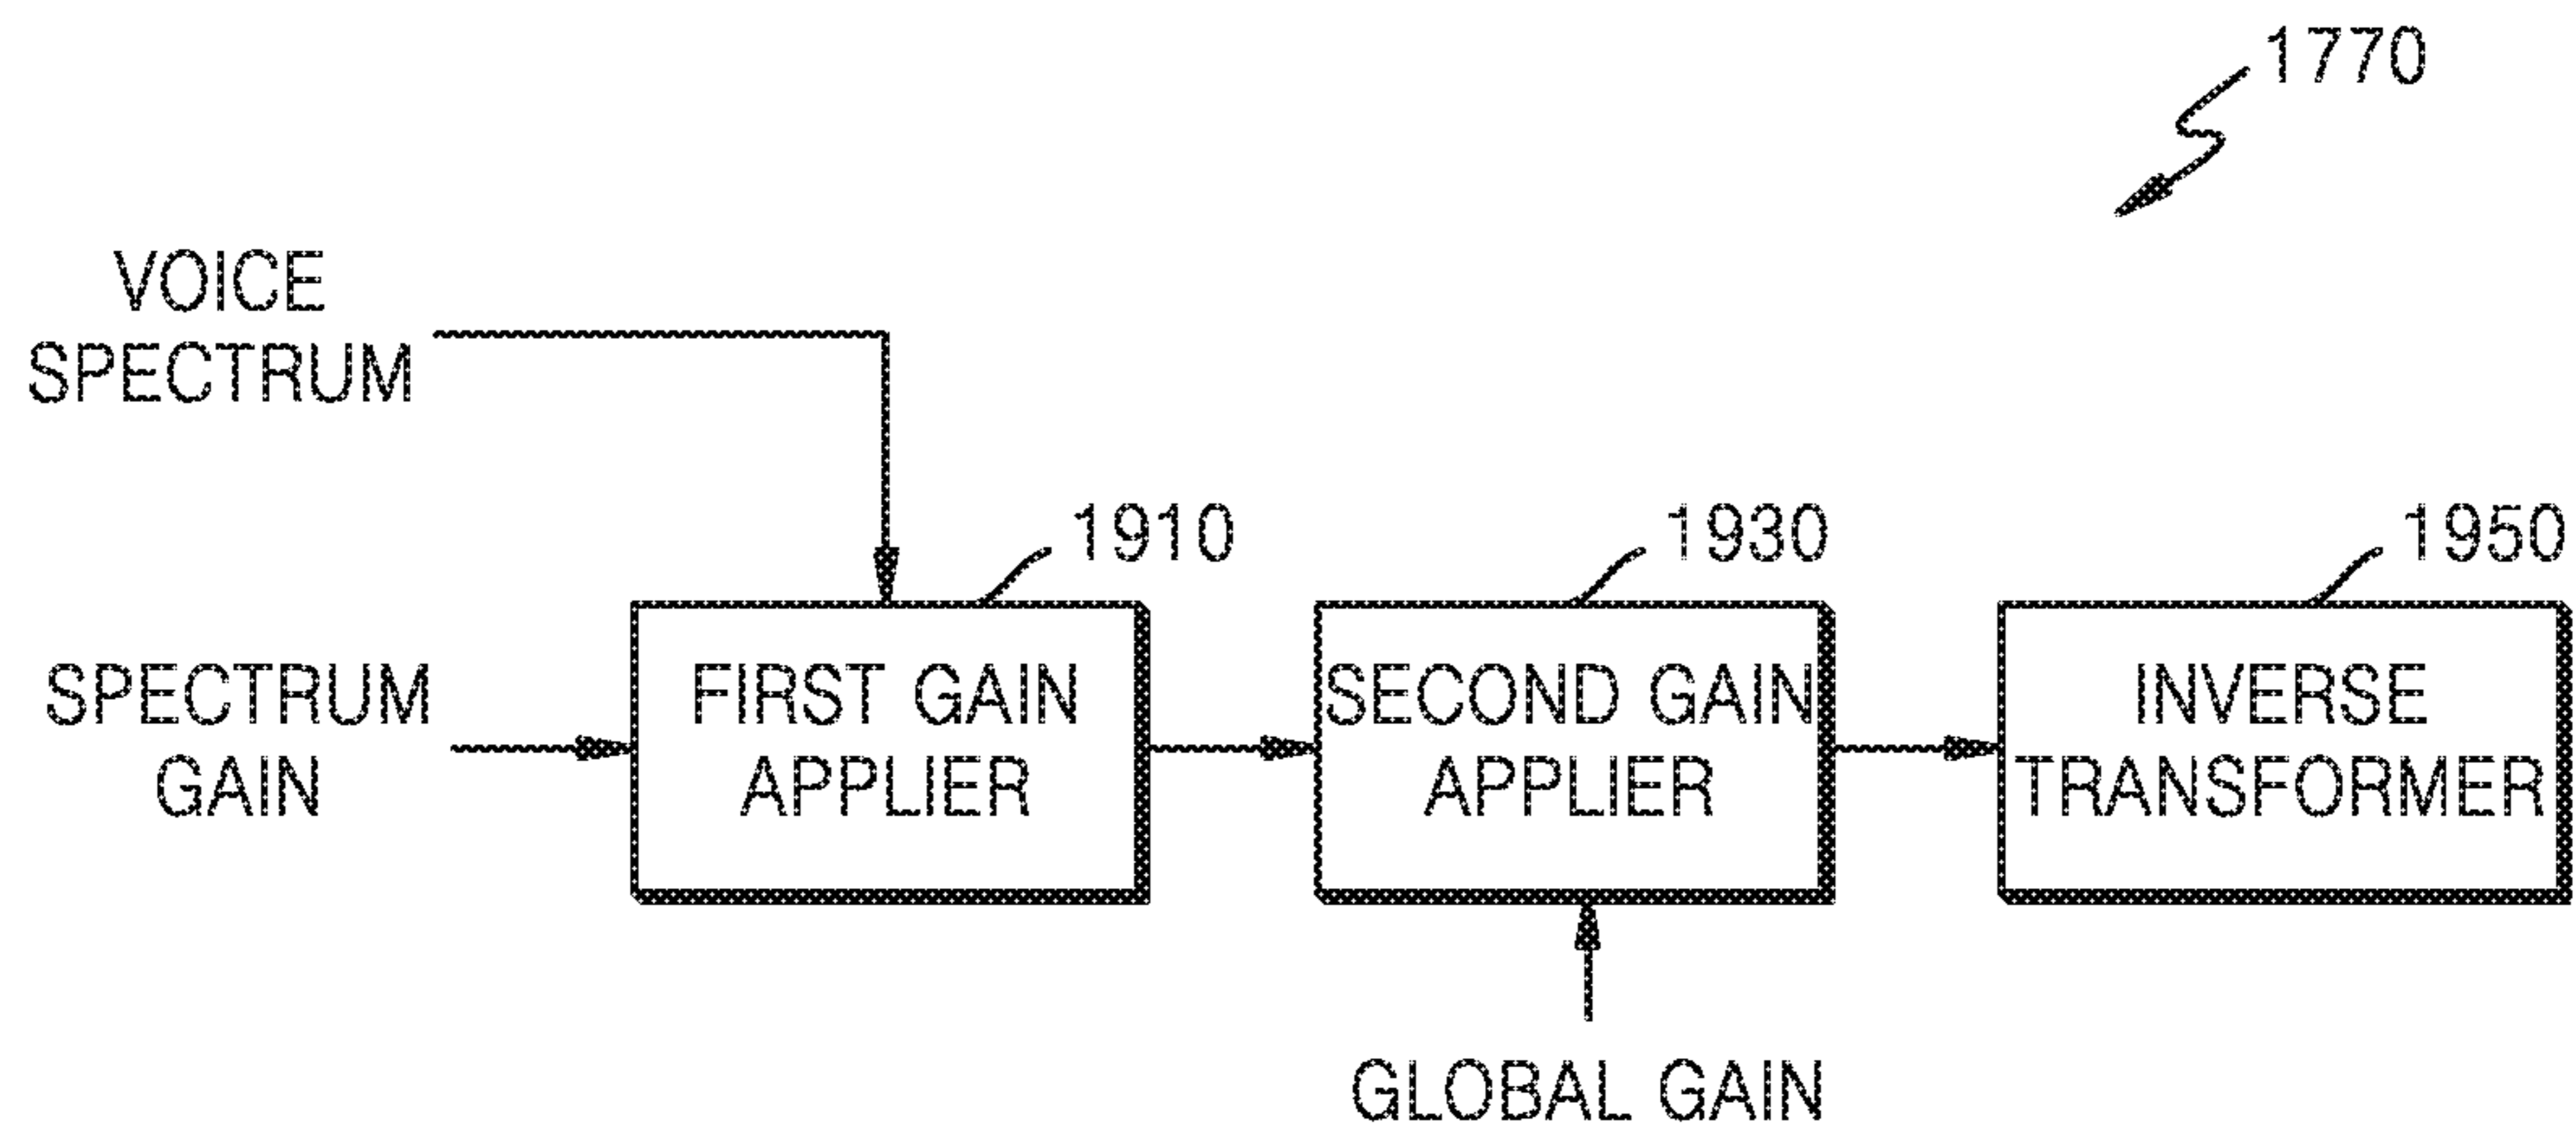 1770
VOICE
SPECTRUM
1910
1930
1950
SPECTRUM
GAIN
FIRST GAIN
APPLIER
SECOND GAIN
APPLIER
INVERSE
TRANSFORMER
GLOBAL GAIN